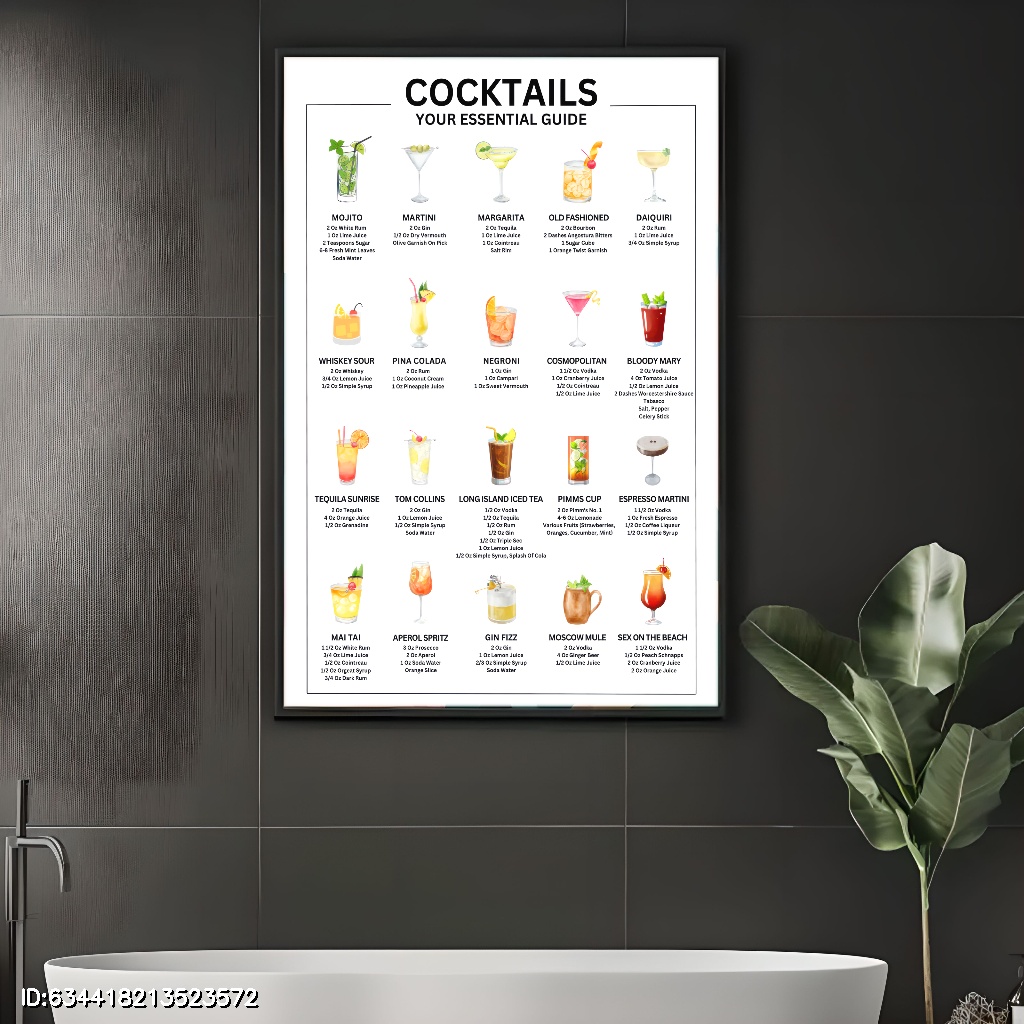 COCKTAILS
YOUR ESSENTIAL GUIDE
MOJITO
2 Oz White Rum
1 Oz Lime Juice
2 Teaspoons Sugar
6-8 Fresh Mint Leaves
Soda Water
MARTINI
2 Oz Gin
1/2 Oz Dry Vermouth
Olive Garnish On Pick
MARGARITA
2 Oz Tequila
1 Oz Lime Juice
1 Oz Cointreau
Salt Rim
OLD FASHIONED
2 Oz Bourbon
2 Dashes Angostura Bitters
1 Sugar Cube
1 Orange Twist Garnish
DAIQUIRI
2 Oz Rum
1 Oz Lime Juice
3/4 Oz Simple Syrup
WHISKEY SOUR
2 Oz Whiskey
3/4 Oz Lemon Juice
1/2 Oz Simple Syrup
PINA COLADA
2 Oz Rum
1 Oz Coconut Cream
1 Oz Pineapple Juice
NEGRONI
1 Oz Gin
1 Oz Campari
1 Oz Sweet Vermouth
COSMOPOLITAN
1 1/2 Oz Vodka
1 Oz Cranberry Juice
1/2 Oz Cointreau
1/2 Oz Lime Juice
BLOODY MARY
2 Oz Vodka
4 Oz Tomato Juice
1/2 Oz Lemon Juice
2 Dashes Worcestershire Sauce
Tabasco
Salt, Pepper
Celery Stick
TEQUILA SUNRISE
2 Oz Tequila
4 Oz Orange Juice
1/2 Oz Grenadine
TOM COLLINS
2 Oz Gin
1 Oz Lemon Juice
1/2 Oz Simple Syrup
Soda Water
LONG ISLAND ICED TEA
1/2 Oz Vodka
1/2 Oz Tequila
1/2 Oz Rum
1/2 Oz Gin
1/2 Oz Triple Sec
1 Oz Lemon Juice
1/2 Oz Simple Syrup, Splash Of Cola
PIMMS CUP
2 Oz Pimm's No. 1
4-6 Oz Lemonade
Various Fruits (Strawberries,
Oranges, Cucumber, Mint)
ESPRESSO MARTINI
1 1/2 Oz Vodka
1 Oz Fresh Espresso
1/2 Oz Coffee Liqueur
1/2 Oz Simple Syrup
MAI TAI
1 1/2 Oz White Rum
3/4 Oz Lime Juice
1/2 Oz Cointreau
1/2 Oz Orgeat Syrup
3/4 Oz Dark Rum
APEROL SPRITZ
3 Oz Prosecco
2 Oz Aperol
1 Oz Soda Water
Orange Slice
GIN FIZZ
2 Oz Gin
1 Oz Lemon Juice
2/3 Oz Simple Syrup
Soda Water
MOSCOW MULE
2 Oz Vodka
4 Oz Ginger Beer
1/2 Oz Lime Juice
SEX ON THE BEACH
1 1/2 Oz Vodka
1/2 Oz Peach Schnapps
2 Oz Cranberry Juice
2 Oz Orange Juice
ID:634418213523572